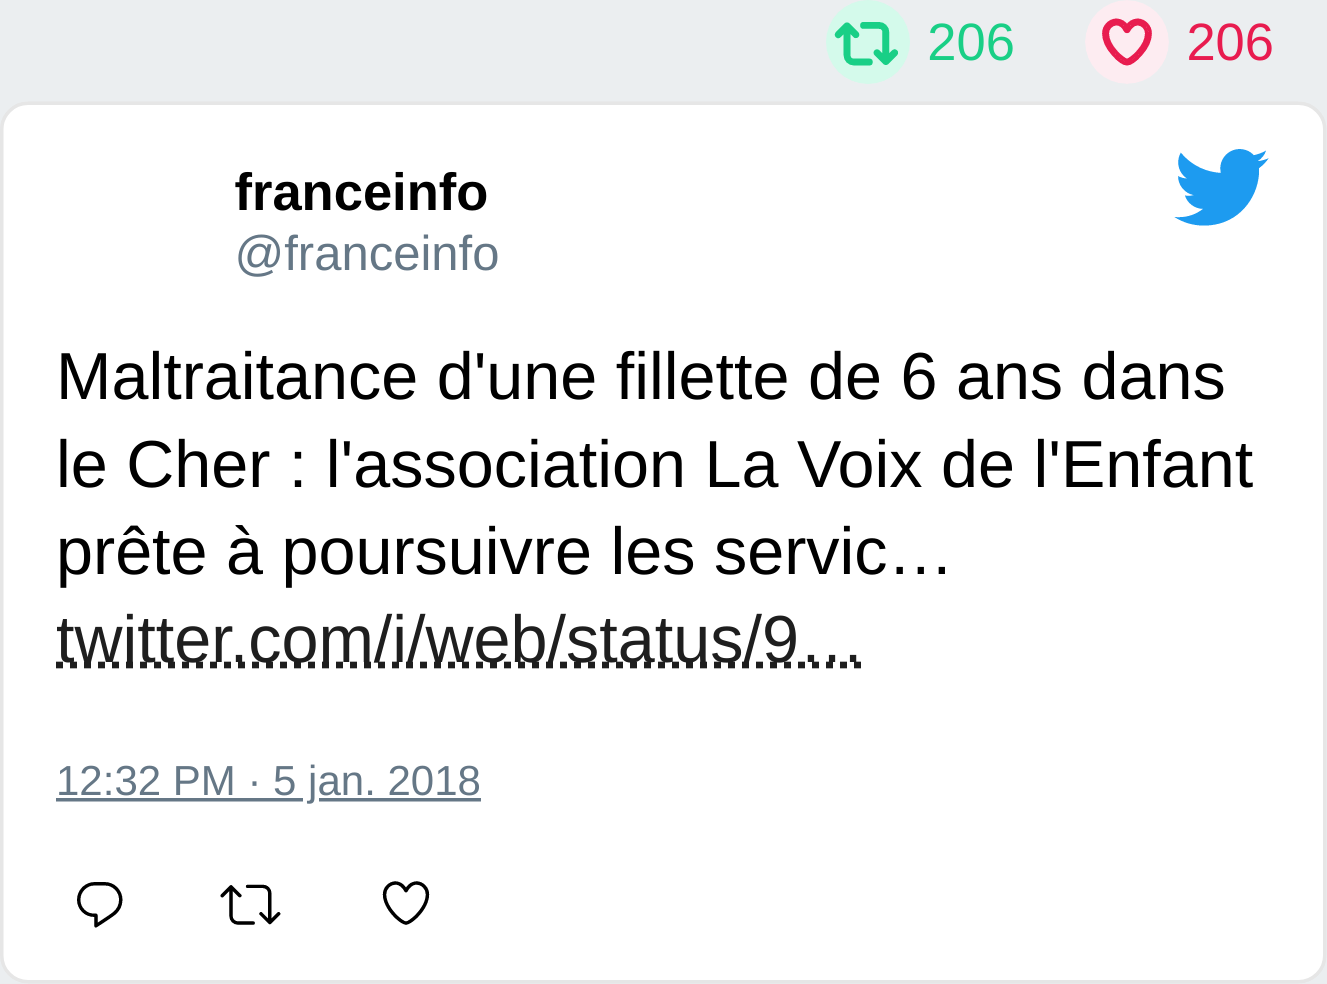 206 206
franceinfo
@franceinfo
Maltraitance d'une fillette de 6 ans dans
le Cher : l'association La Voix de l'Enfant
prête à poursuivre les servic…
twitter.com/i/web/status/9…
12:32 PM · 5 jan. 2018